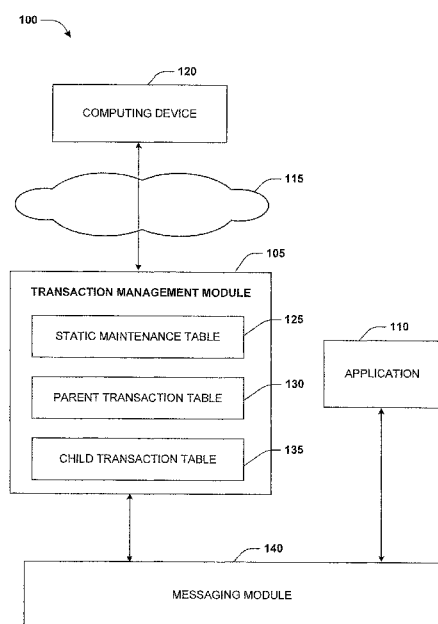 100
120
COMPUTING DEVICE
115
105
TRANSACTION MANAGEMENT MODULE
125
STATIC MAINTENANCE TABLE
110
APPLICATION
130
PARENT TRANSACTION TABLE
135
CHILD TRANSACTION TABLE
140
MESSAGING MODULE